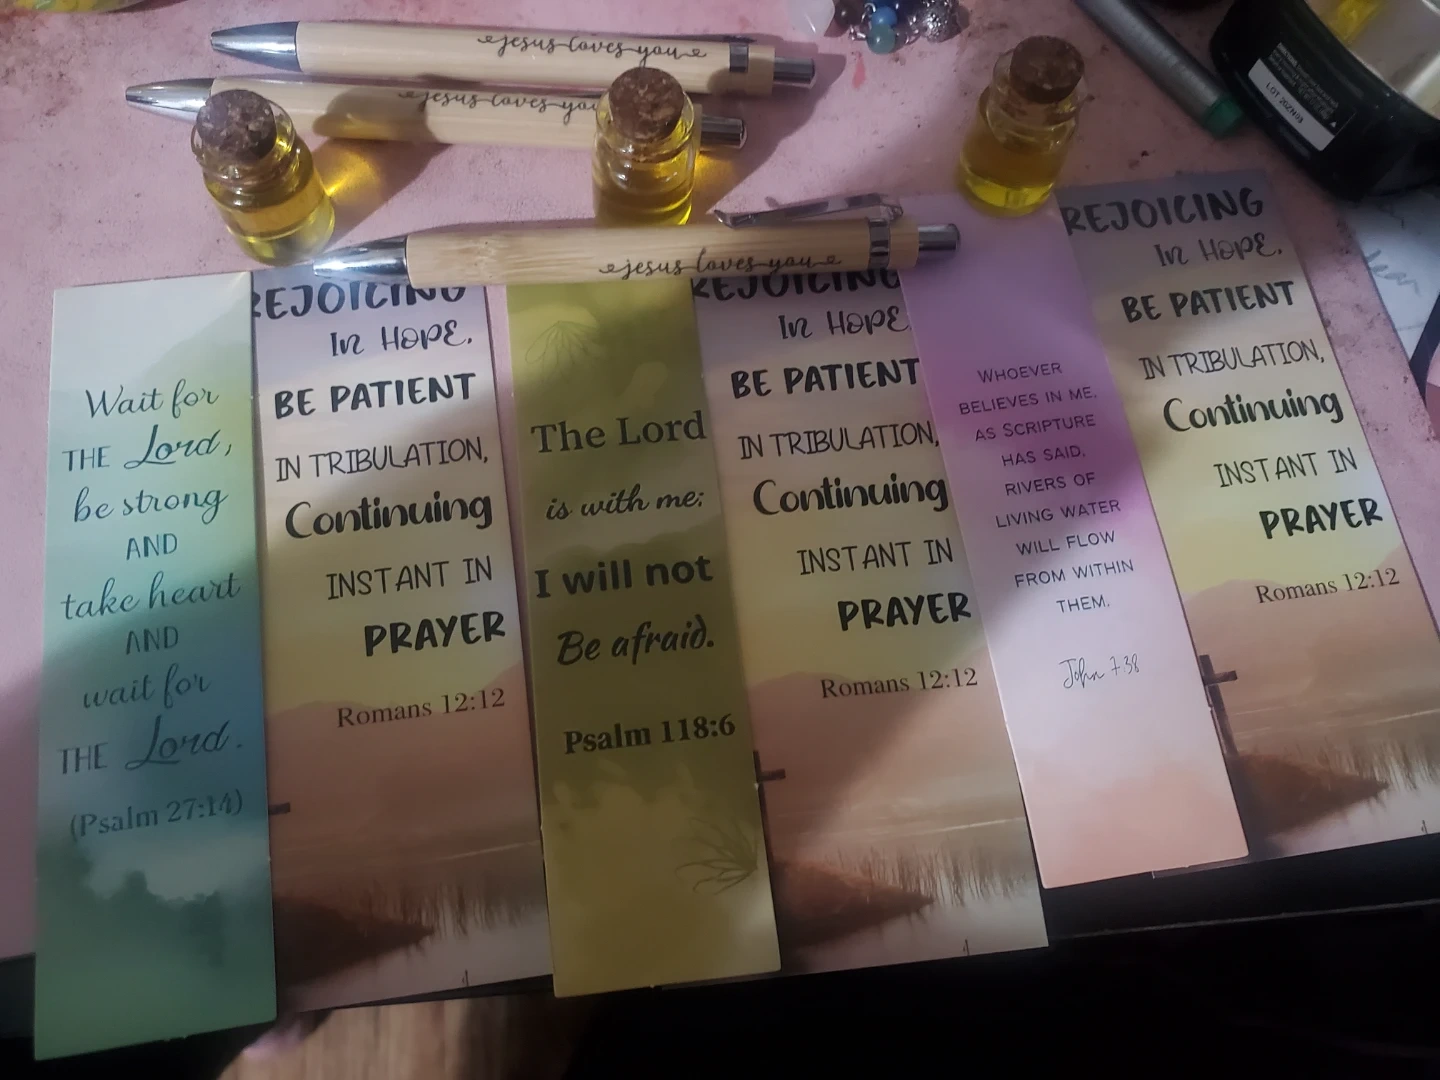 jesus loves you
jesus loves you
jesus loves you
LOT 20ZN03
Wait for
THE Lord,
be strong
AND
take heart
AND
wait for
THE Lord.
(Psalm 27:14)
REJOICING
In HOPE.
BE PATIENT
IN TRIBULATION,
Continuing
INSTANT IN
PRAYER
Romans 12:12
The Lord
is with me:
I will not
Be afraid.
Psalm 118:6
REJOICING
In HOPE
BE PATIENT
IN TRIBULATION,
Continuing
INSTANT IN
PRAYER
Romans 12:12
WHOEVER
BELIEVES IN ME,
AS SCRIPTURE
HAS SAID,
RIVERS OF
LIVING WATER
WILL FLOW
FROM WITHIN
THEM.
John 7:38
REJOICING
In HOPE.
BE PATIENT
IN TRIBULATION,
Continuing
INSTANT IN
PRAYER
Romans 12:12